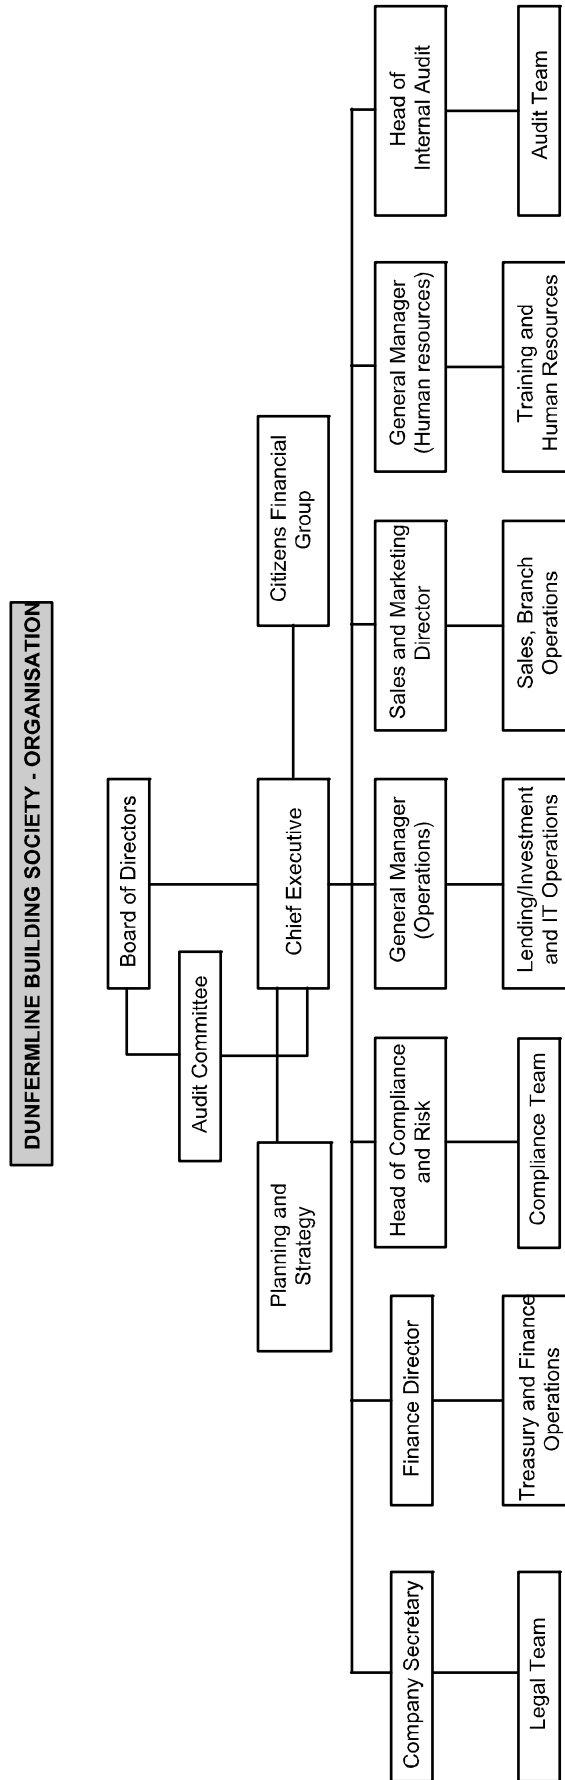 DUNFERMLINE BUILDING SOCIETY - ORGANISATION
Board of Directors
Audit Committee
Planning and
Strategy
Chief Executive
Citizens Financial
Group
Company Secretary
Finance Director
Head of Compliance
and Risk
General Manager
(Operations)
Sales and Marketing
Director
General Manager
(Human resources)
Head of
Internal Audit
Legal Team
Treasury and Finance
Operations
Compliance Team
Lending/Investment
and IT Operations
Sales, Branch
Operations
Training and
Human Resources
Audit Team